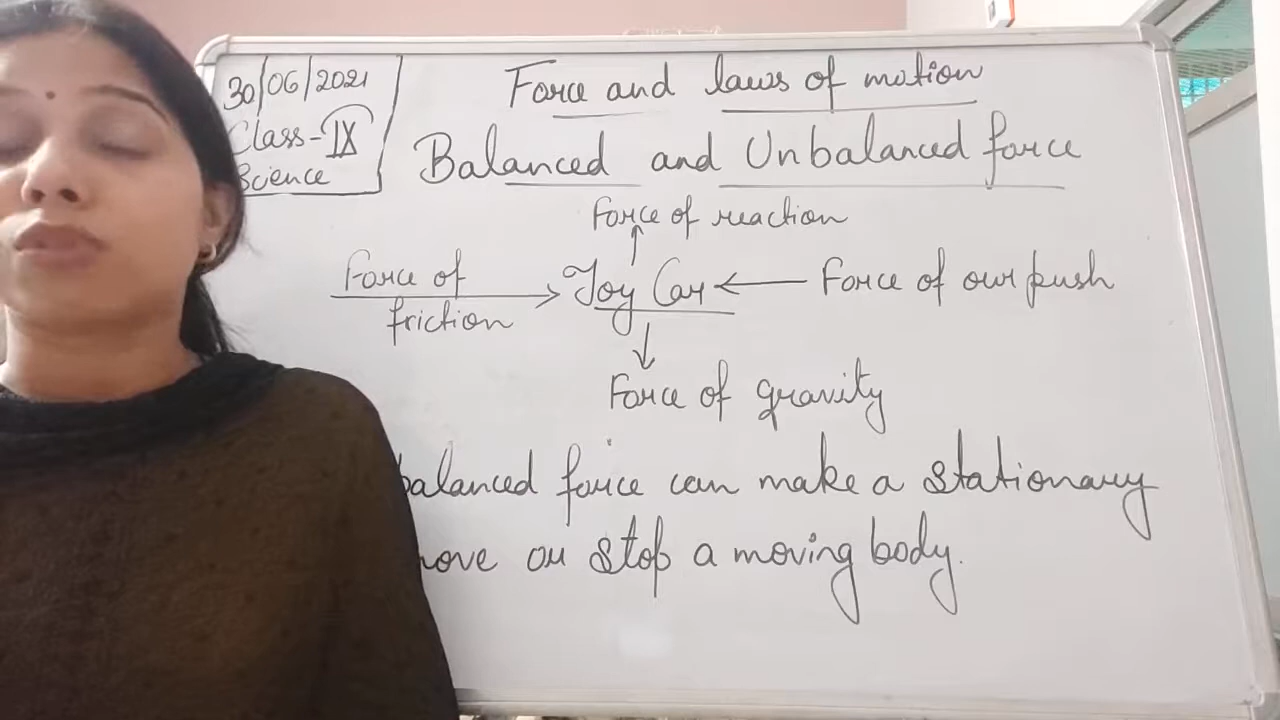 30/06/2021
Class-IX
Science
Force and laws of motion
Balanced and Unbalanced force
Force of reaction
Force of friction
Toy Car
Force of our push
Force of gravity
balanced force can make a stationary
move or stop a moving body.